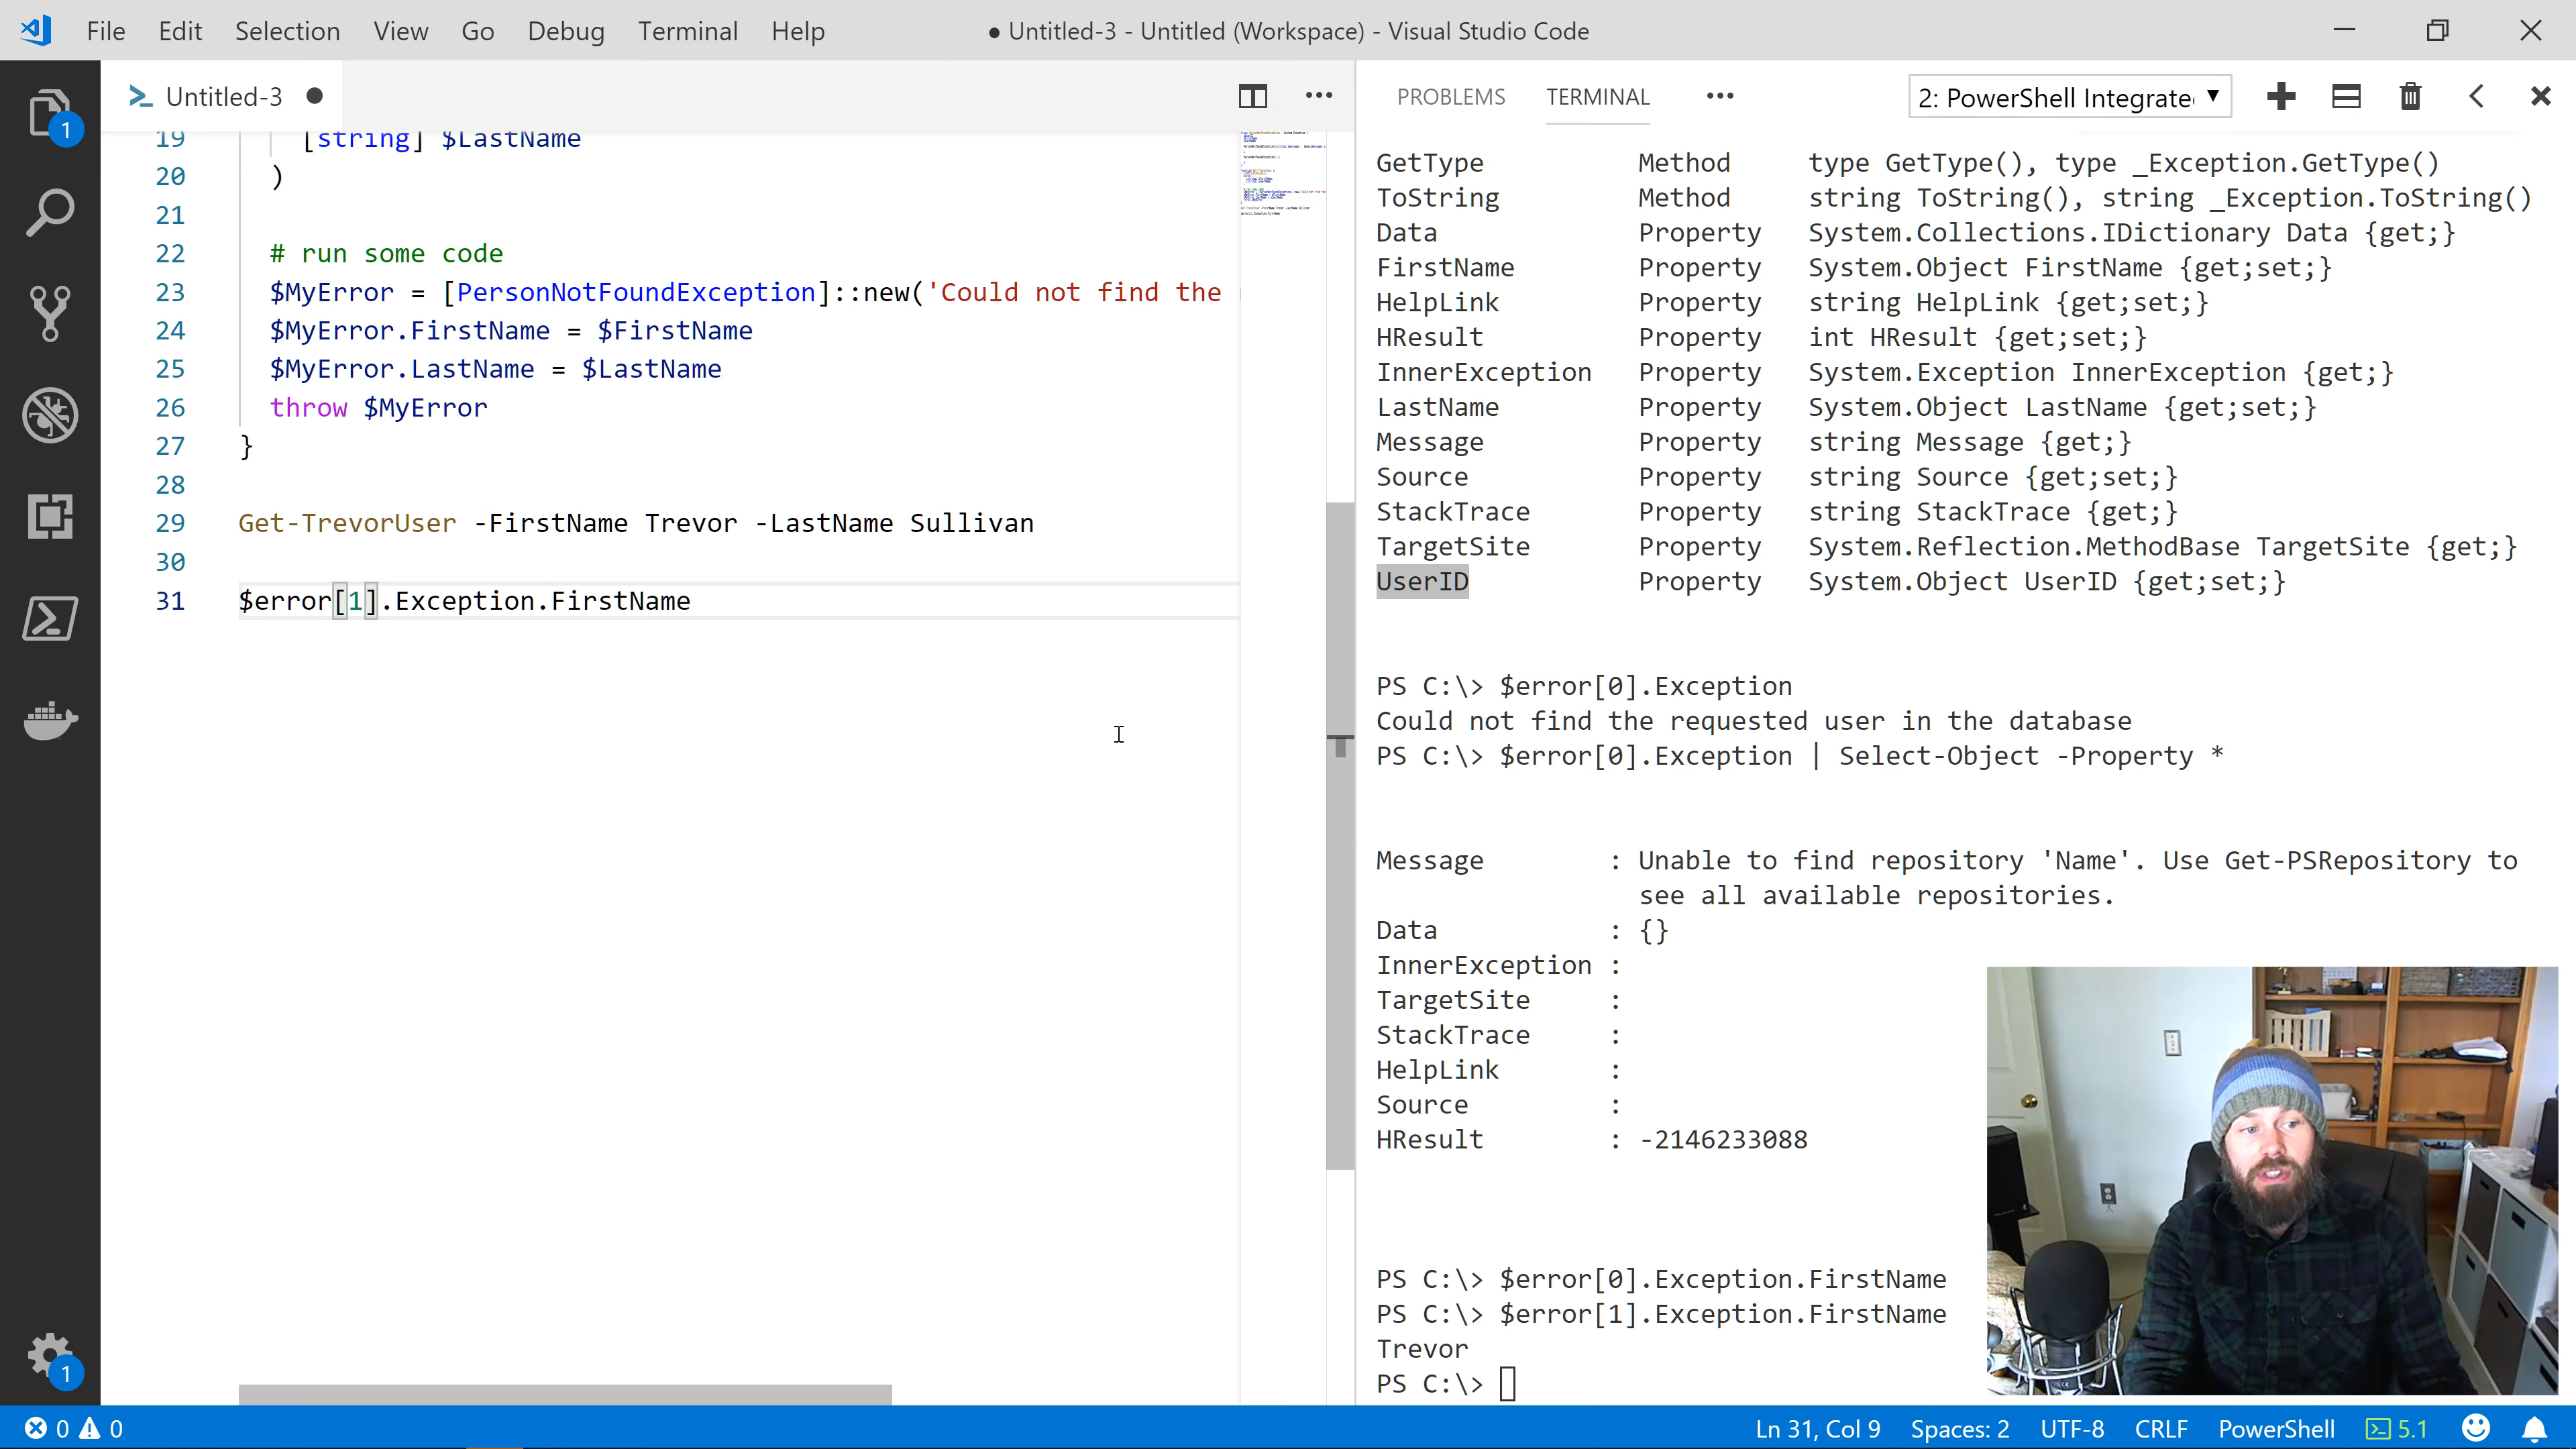 File Edit Selection View Go Debug Terminal Help
● Untitled-3 - Untitled (Workspace) - Visual Studio Code
Untitled-3 ●
19 [string] $LastName
20 )
21
22 # run some code
23 $MyError = [PersonNotFoundException]::new('Could not find the
24 $MyError.FirstName = $FirstName
25 $MyError.LastName = $LastName
26 throw $MyError
27 }
28
29 Get-TrevorUser -FirstName Trevor -LastName Sullivan
30
31 $error[1].Exception.FirstName
PROBLEMS TERMINAL ••• 2: PowerShell Integrate
GetType Method type GetType(), type _Exception.GetType()
ToString Method string ToString(), string _Exception.ToString()
Data Property System.Collections.IDictionary Data {get;}
FirstName Property System.Object FirstName {get;set;}
HelpLink Property string HelpLink {get;set;}
HResult Property int HResult {get;set;}
InnerException Property System.Exception InnerException {get;}
LastName Property System.Object LastName {get;set;}
Message Property string Message {get;}
Source Property string Source {get;set;}
StackTrace Property string StackTrace {get;}
TargetSite Property System.Reflection.MethodBase TargetSite {get;}
UserID Property System.Object UserID {get;set;}
PS C:\> $error[0].Exception
Could not find the requested user in the database
PS C:\> $error[0].Exception | Select-Object -Property *
Message : Unable to find repository 'Name'. Use Get-PSRepository to
see all available repositories.
Data : {}
InnerException :
TargetSite :
StackTrace :
HelpLink :
Source :
HResult : -2146233088
PS C:\> $error[0].Exception.FirstName
PS C:\> $error[1].Exception.FirstName
Trevor
PS C:\>
1
1
0 0
Ln 31, Col 9 Spaces: 2 UTF-8 CRLF PowerShell 5.1